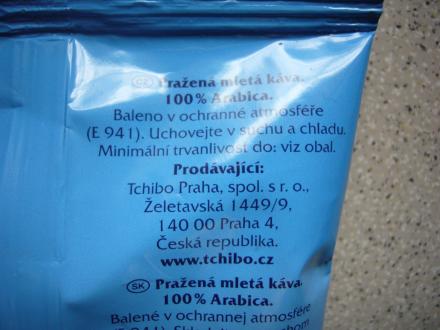 CZ Pražená mletá káva.
100% Arabica.
Baleno v ochranné atmosféře
(E 941). Uchovejte v suchu a chladu.
Minimální trvanlivost do: viz obal.
Prodávající:
Tchibo Praha, spol. s r. o.,
Želetavská 1449/9,
140 00 Praha 4,
Česká republika.
www.tchibo.cz
SK Pražená mletá káva.
100% Arabica.
Balené v ochrannej atmosfére